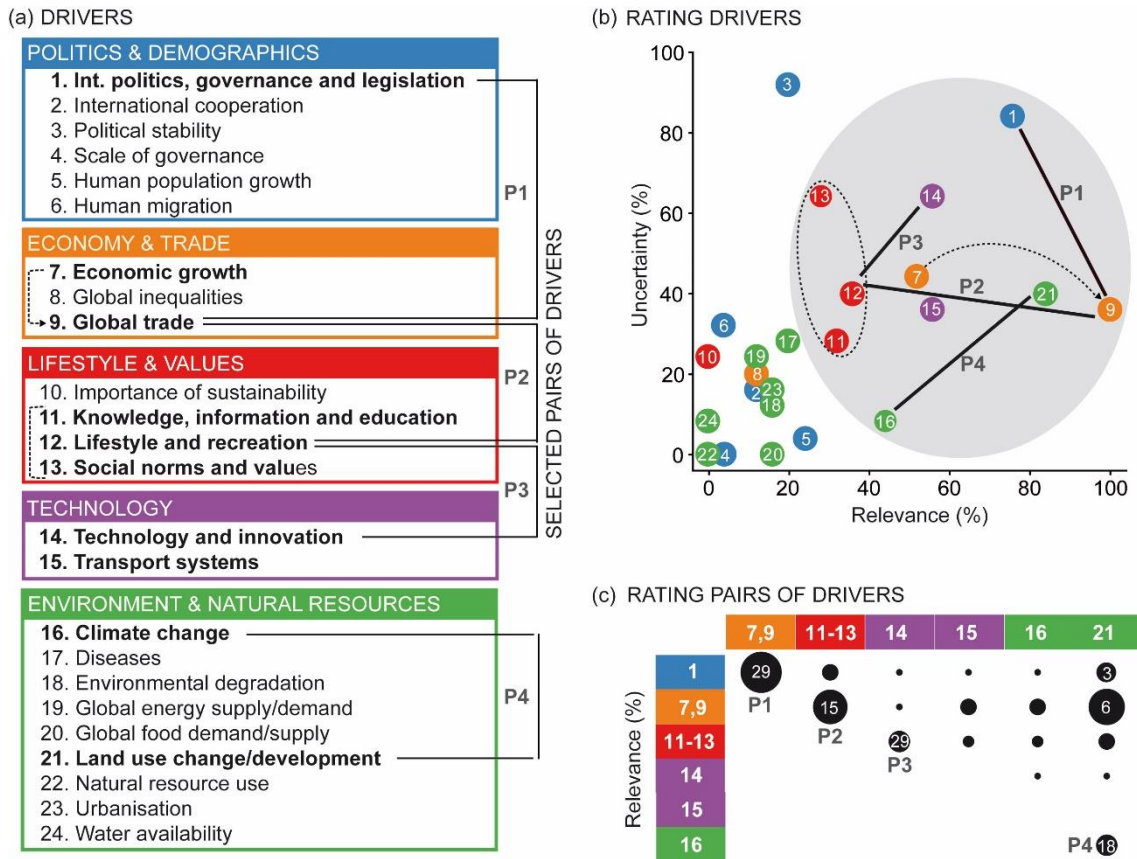 (a) DRIVERS
POLITICS & DEMOGRAPHICS
1. Int. politics, governance and legislation
2. International cooperation
3. Political stability
4. Scale of governance
5. Human population growth
6. Human migration
ECONOMY & TRADE
7. Economic growth
8. Global inequalities
9. Global trade
LIFESTYLE & VALUES
10. Importance of sustainability
11. Knowledge, information and education
12. Lifestyle and recreation
13. Social norms and values
TECHNOLOGY
14. Technology and innovation
15. Transport systems
ENVIRONMENT & NATURAL RESOURCES
16. Climate change
17. Diseases
18. Environmental degradation
19. Global energy supply/demand
20. Global food demand/supply
21. Land use change/development
22. Natural resource use
23. Urbanisation
24. Water availability
P1
P2
P3
P4
SELECTED PAIRS OF DRIVERS
(b) RATING DRIVERS
Uncertainty (%)
100
80
60
40
20
0
3
1
13
14
P1
P3
7
12
P2
21
9
15
6
11
17
P4
10
19
8
2
23
18
24
16
5
22
4
20
0 20 40 60 80 100
Relevance (%)
(c) RATING PAIRS OF DRIVERS
7,9 11-13 14 15 16 21
Relevance (%)
1 29 3
P1
7,9 15 6
P2
11-13 29
P3
14
15
16 P4 18